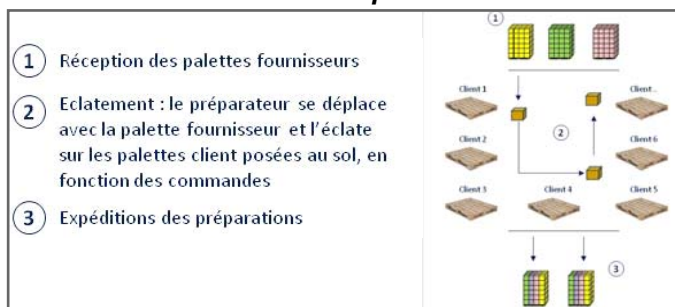 1 Réception des palettes fournisseurs
2 Eclatement : le préparateur se déplace
avec la palette fournisseur et l'éclate
sur les palettes client posées au sol, en
fonction des commandes
3 Expéditions des préparations
1
Client 1
Client...
2
Client 2
Client 6
Client 3
Client 4
Client 5
3